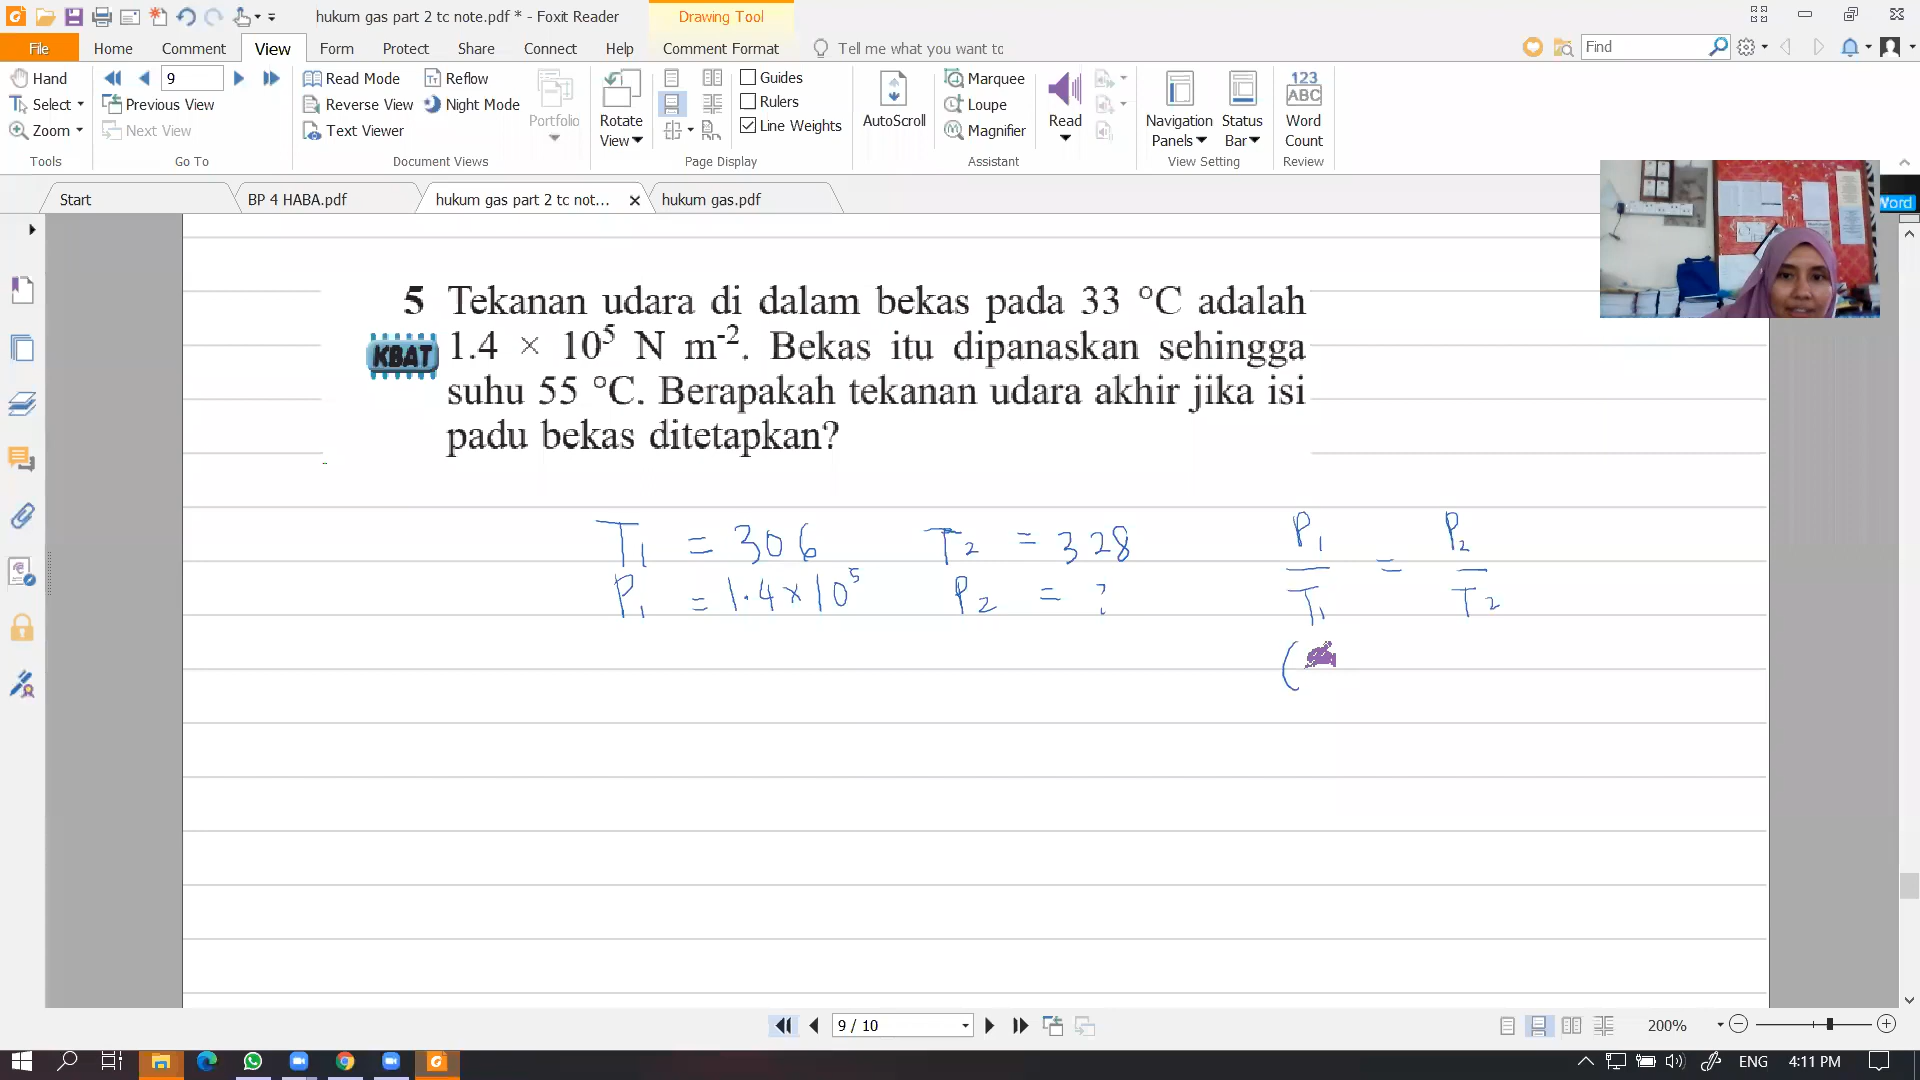 hukum gas part 2 tc note.pdf * - Foxit Reader
Drawing Tool
File Home Comment View Form Protect Share Connect Help Comment Format Tell me what you want to Find
Hand 9 Read Mode Reflow Guides Marquee
Select Previous View Reverse View Night Mode Rulers Loupe
Zoom Next View Text Viewer Line Weights Magnifier
Portfolio Rotate View AutoScroll Read Navigation Panels Status Bar 123 ABC Word Count
Tools Go To Document Views Page Display Assistant View Setting Review
Start BP 4 HABA.pdf hukum gas part 2 tc not... hukum gas.pdf
Word
5 Tekanan udara di dalam bekas pada 33 °C adalah
KBAT 1.4 × 10⁵ N m⁻². Bekas itu dipanaskan sehingga
suhu 55 °C. Berapakah tekanan udara akhir jika isi
padu bekas ditetapkan?
T₁ = 306 T₂ = 328 P₁/T₁ = P₂/T₂
P₁ = 1.4 × 10⁵ P₂ = ?
(
9 / 10 200%
ENG 4:11 PM